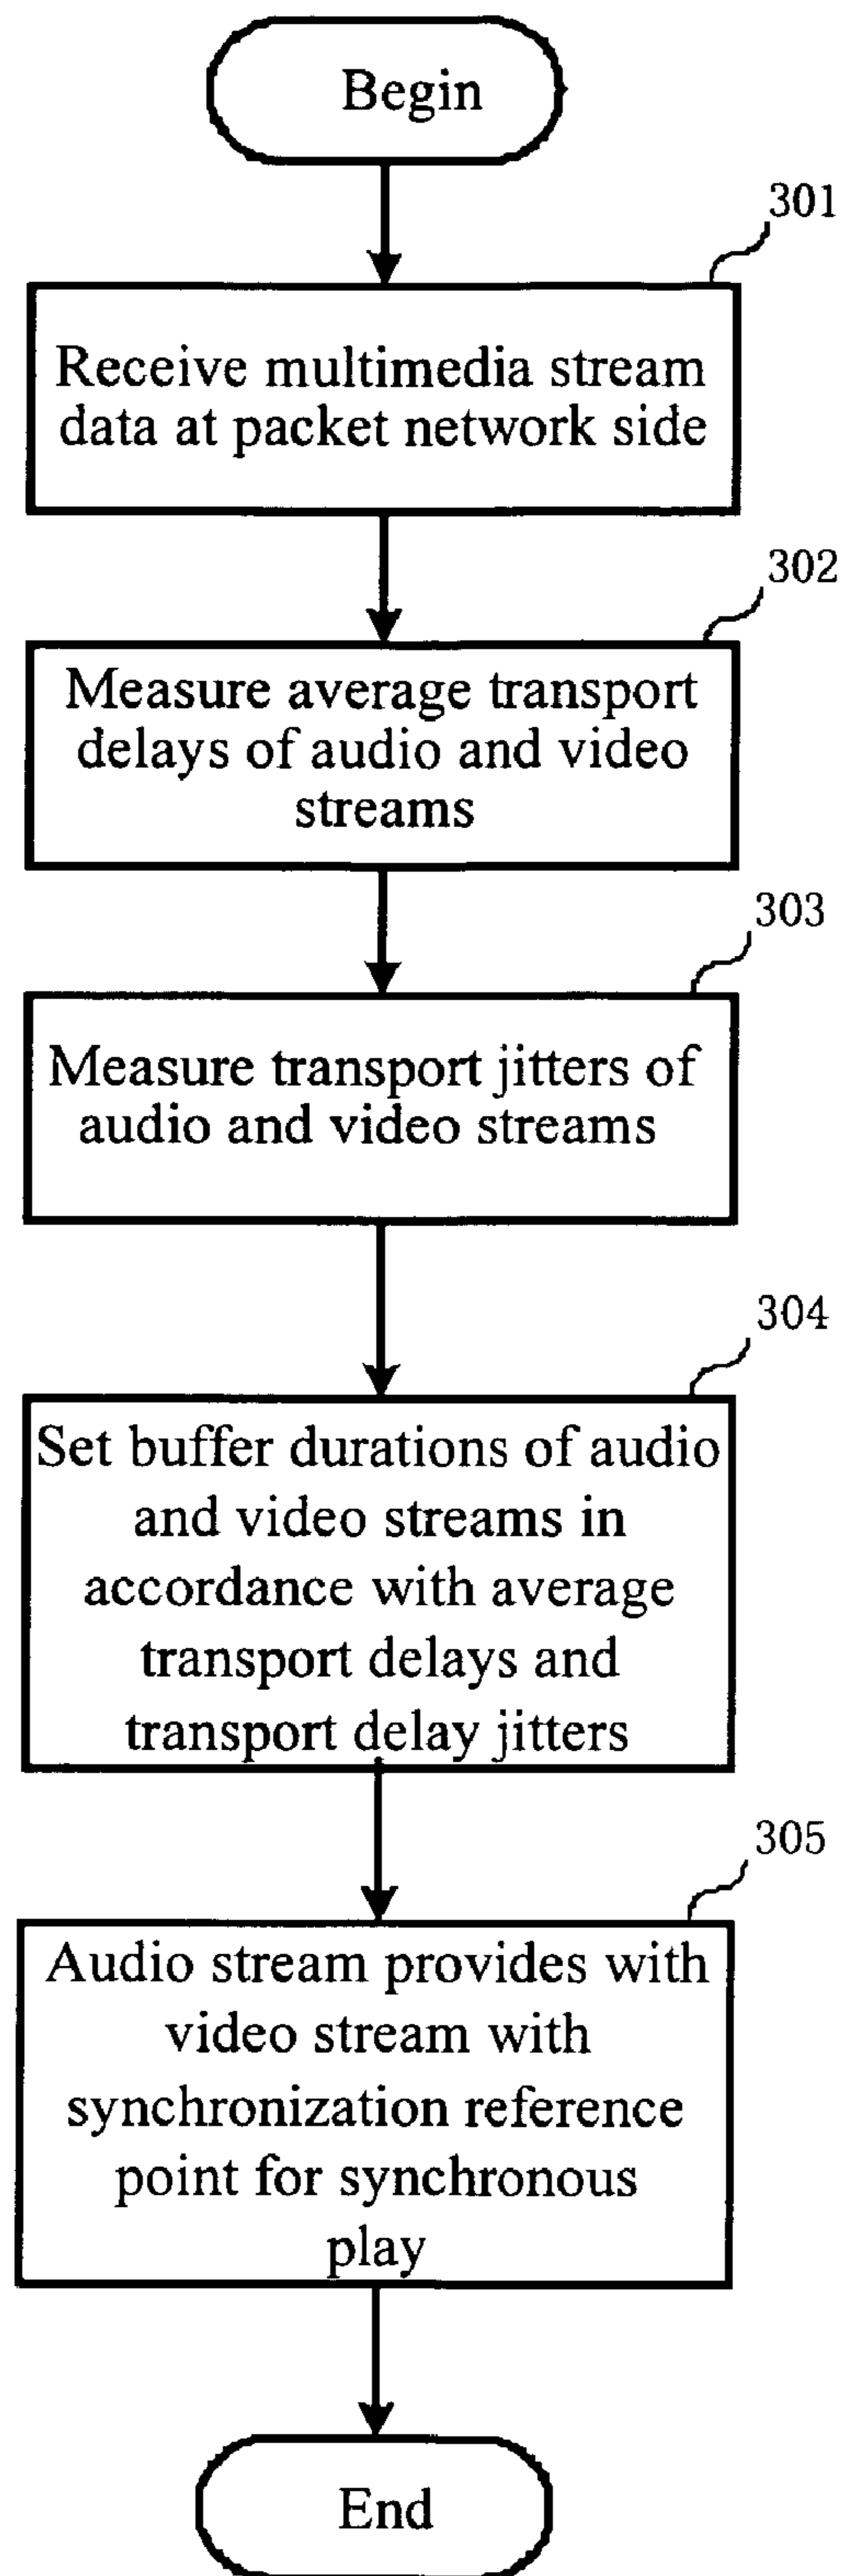 Begin
301
Receive multimedia stream
data at packet network side
302
Measure average transport
delays of audio and video
streams
303
Measure transport jitters of
audio and video streams
304
Set buffer durations of audio
and video streams in
accordance with average
transport delays and
transport delay jitters
305
Audio stream provides with
video stream with
synchronization reference
point for synchronous
play
End